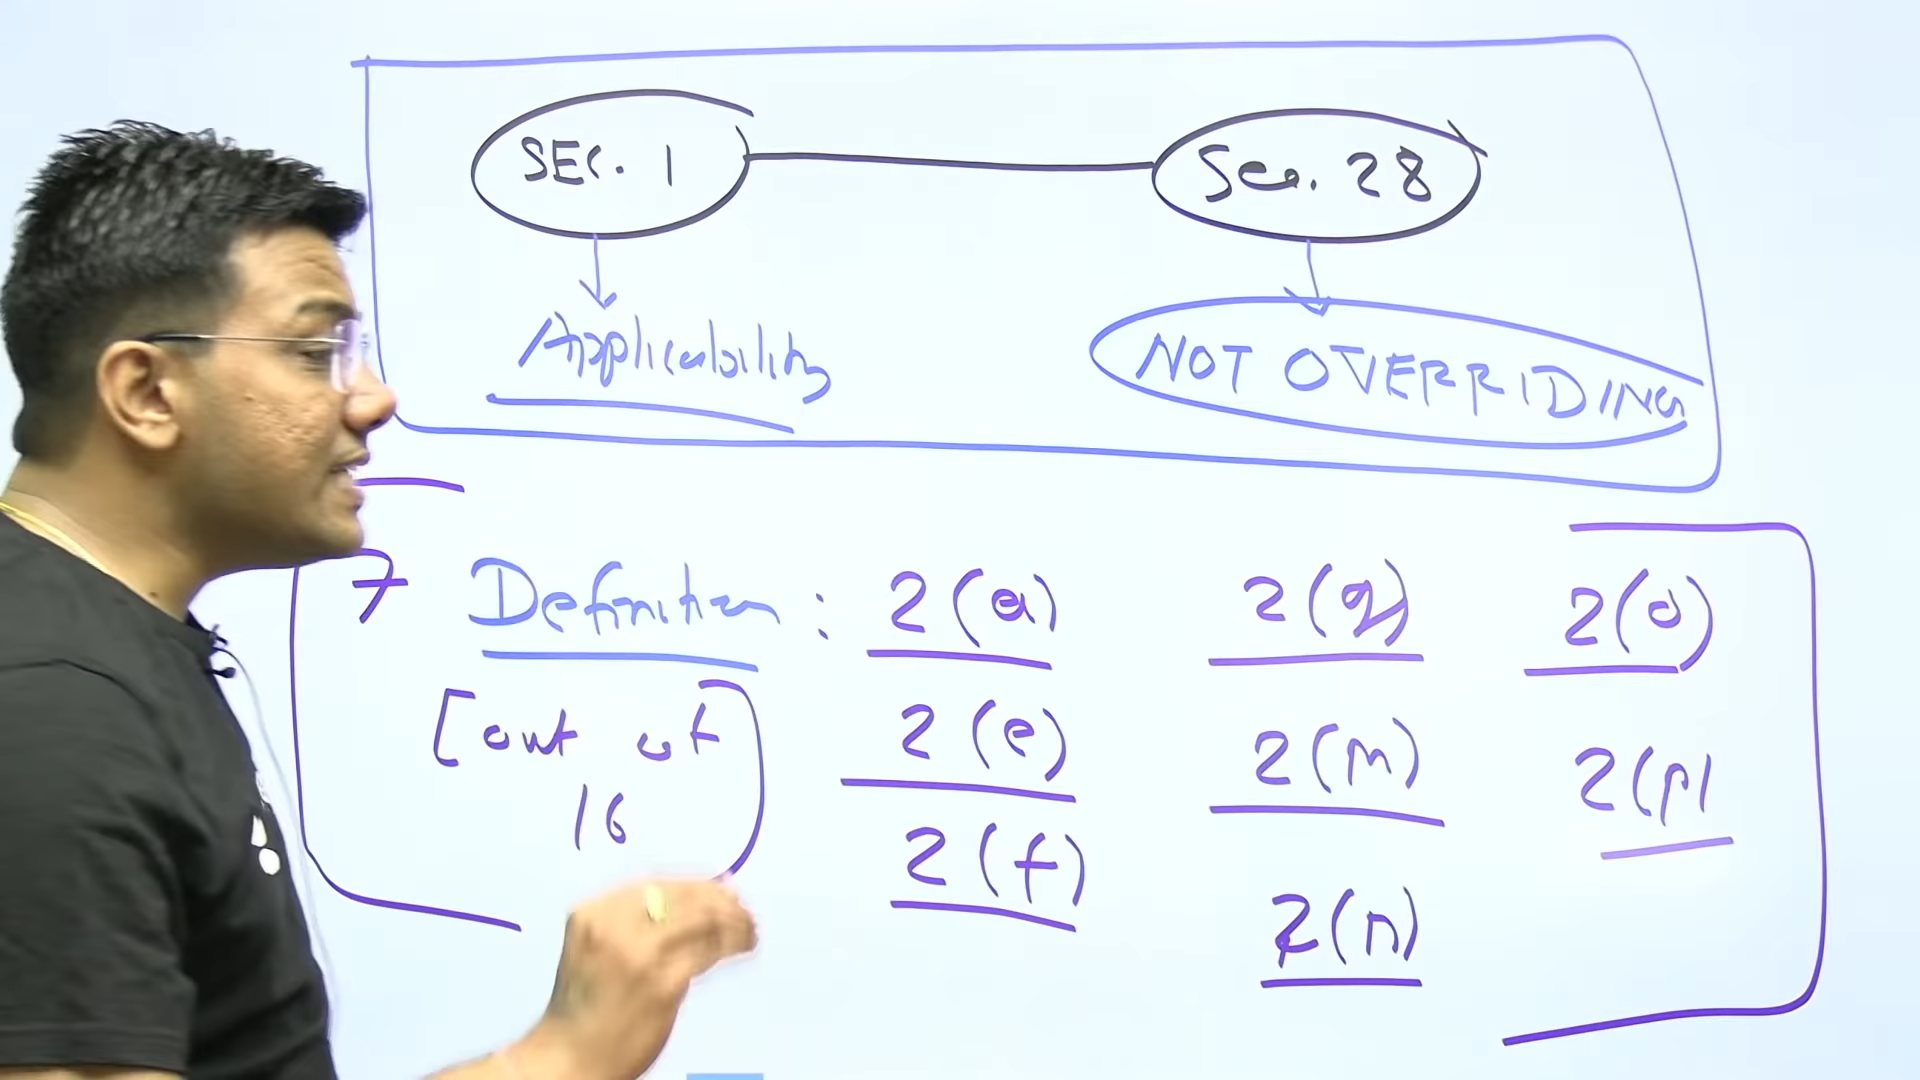 SEC. 1
Sec. 28
Applicability
NOT OVERRIDING
7 Definition : 2(a) 2(q) 2(o)
[out of 16]
2(e) 2(m) 2(p)
2(f) 2(n)